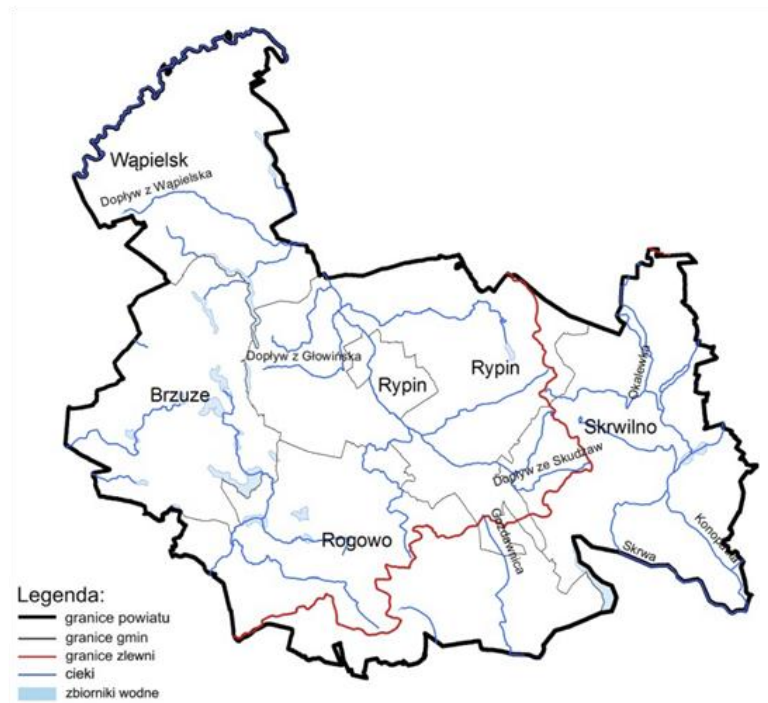 Wąpielsk
Dopływ z Wąpielska
Dopływ z Głowińska
Rypin
Rypin
Okalewka
Brzuze
Skrwilno
Dopływ ze Skudzaw
Gozdawnica
Konopatka
Rogowo
Skrwa
Legenda:
granice powiatu
granice gmin
granice zlewni
cieki
zbiorniki wodne